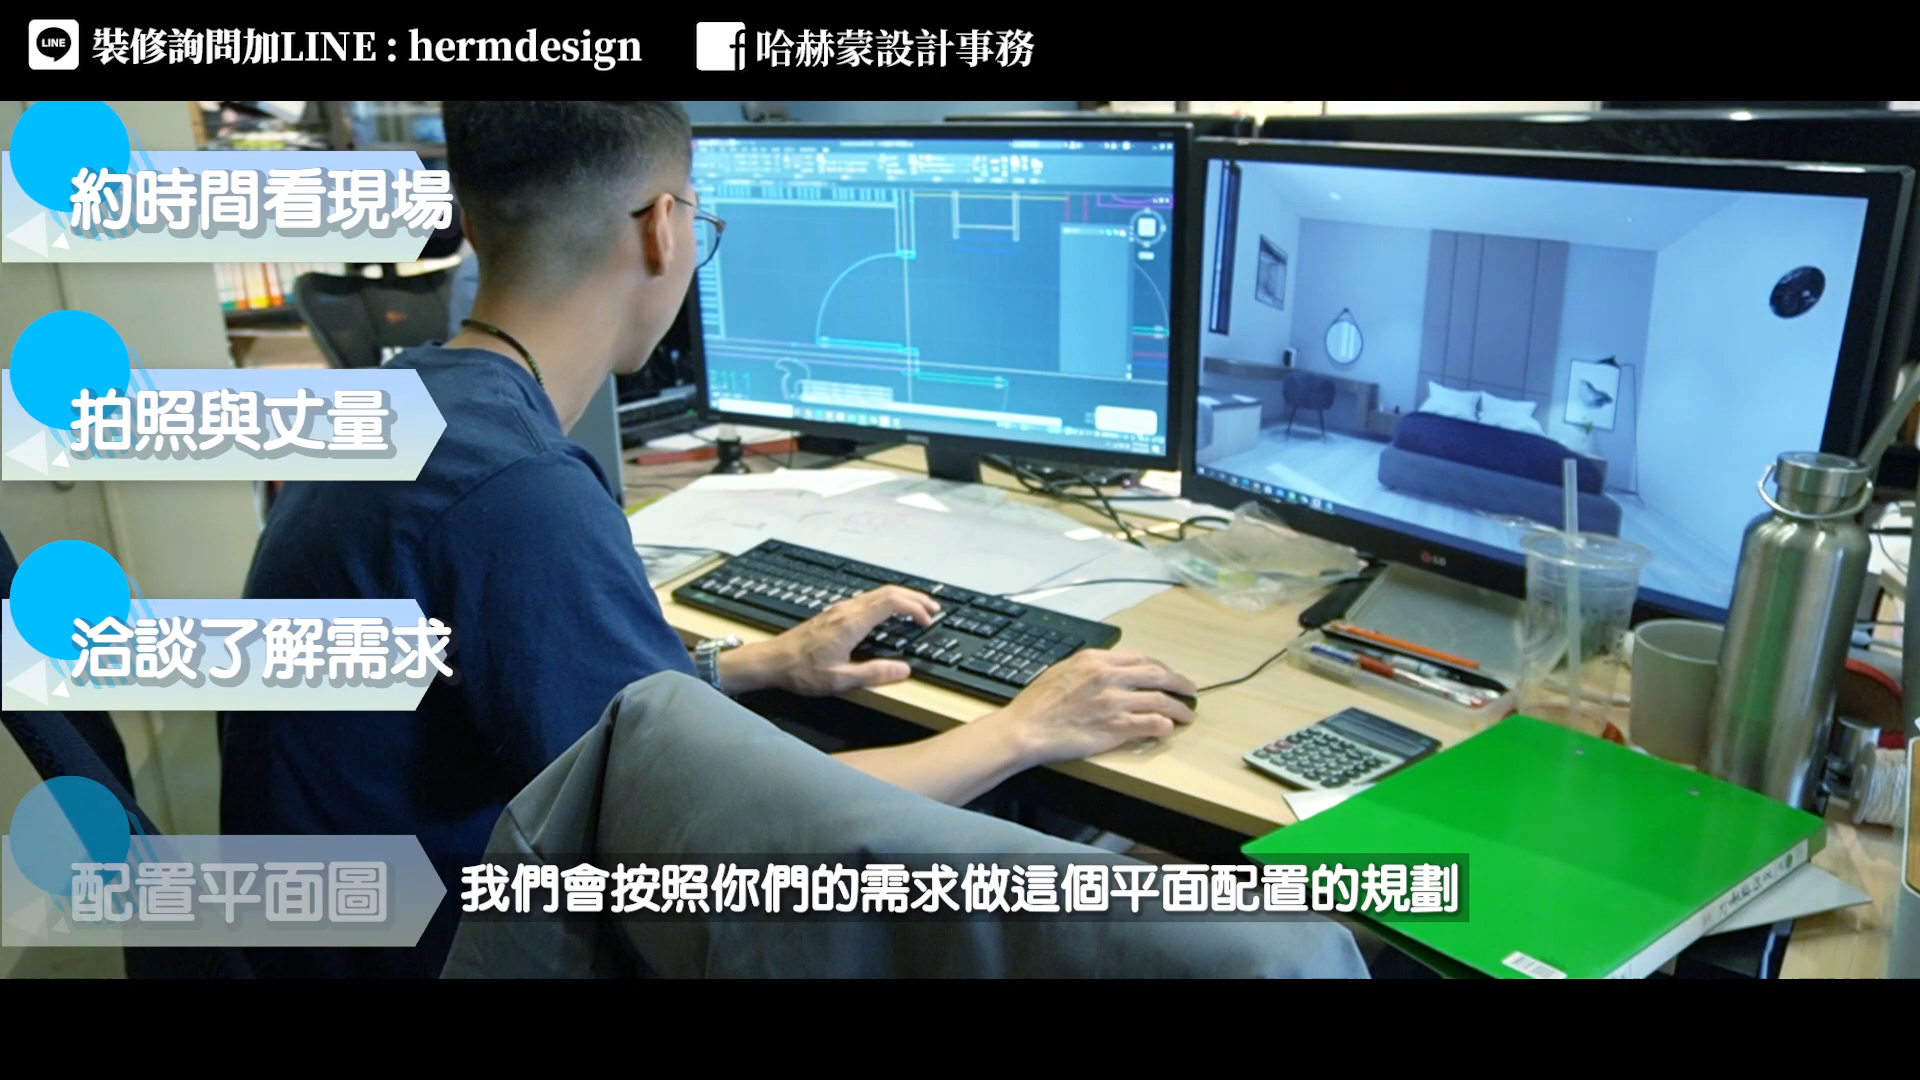 LINE 裝修詢問加LINE : hermdesign
f 哈赫蒙設計事務
約時間看現場
拍照與丈量
洽談了解需求
配置平面圖
我們會按照你們的需求做這個平面配置的規劃
LG